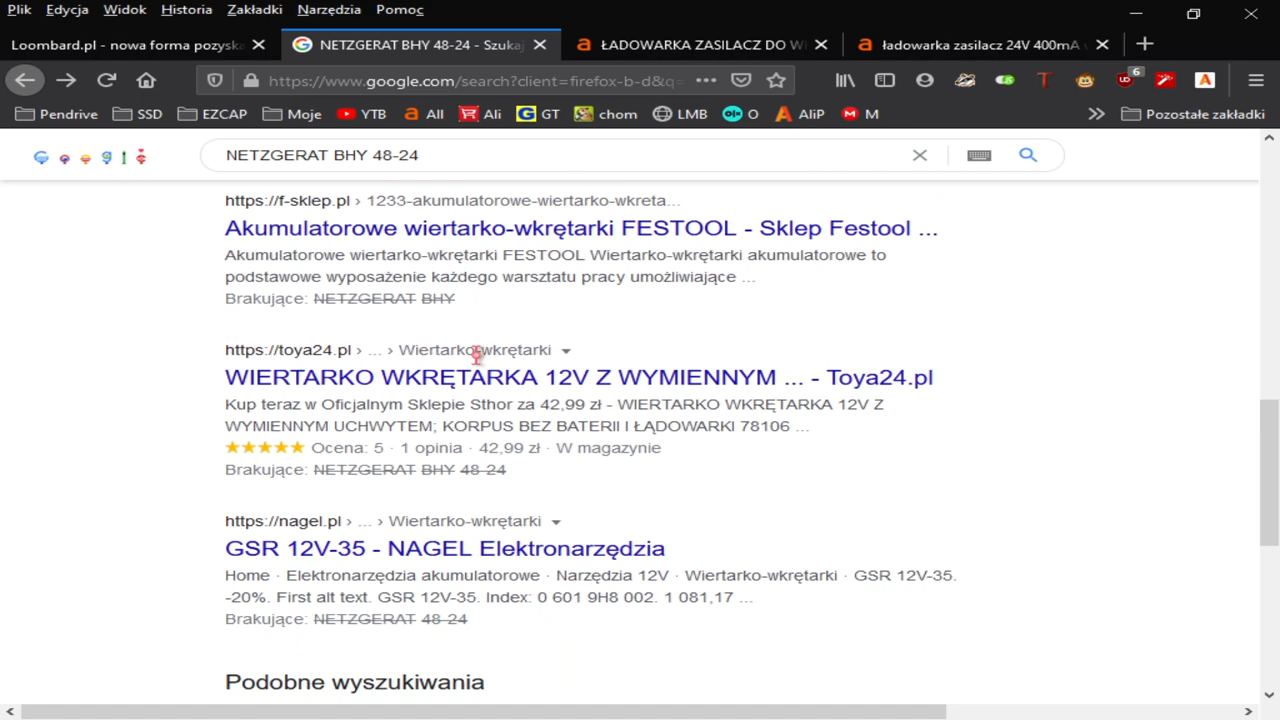 Plik Edycja Widok Historia Zakładki Narzędzia Pomoc
Loombard.pl - nowa forma pozyska
NETZGERAT BHY 48-24 - Szukaj
ŁADOWARKA ZASILACZ DO W
ładowarka zasilacz 24V 400mA
https://www.google.com/search?client=firefox-b-d&q=
6
T
A
Pendrive SSD EZCAP Moje YTB All Ali GT chom LMB O AliP M Pozostałe zakładki
Google
NETZGERAT BHY 48-24
https://f-sklep.pl › 1233-akumulatorowe-wiertarko-wkreta...
Akumulatorowe wiertarko-wkrętarki FESTOOL - Sklep Festool ...
Akumulatorowe wiertarko-wkrętarki FESTOOL Wiertarko-wkrętarki akumulatorowe to
podstawowe wyposażenie każdego warsztatu pracy umożliwiające ...
Brakujące: NETZGERAT BHY
https://toya24.pl › ... › Wiertarko-wkrętarki
WIERTARKO WKRĘTARKA 12V Z WYMIENNYM ... - Toya24.pl
Kup teraz w Oficjalnym Sklepie Sthor za 42,99 zł - WIERTARKO WKRĘTARKA 12V Z
WYMIENNYM UCHWYTEM; KORPUS BEZ BATERII I ŁĄDOWARKI 78106 ...
Ocena: 5 · 1 opinia · 42,99 zł · W magazynie
Brakujące: NETZGERAT BHY 48-24
https://nagel.pl › ... › Wiertarko-wkrętarki
GSR 12V-35 - NAGEL Elektronarzędzia
Home · Elektronarzędzia akumulatorowe · Narzędzia 12V · Wiertarko-wkrętarki · GSR 12V-35.
-20%. First alt text. GSR 12V-35. Index: 0 601 9H8 002. 1 081,17 ...
Brakujące: NETZGERAT 48-24
Podobne wyszukiwania